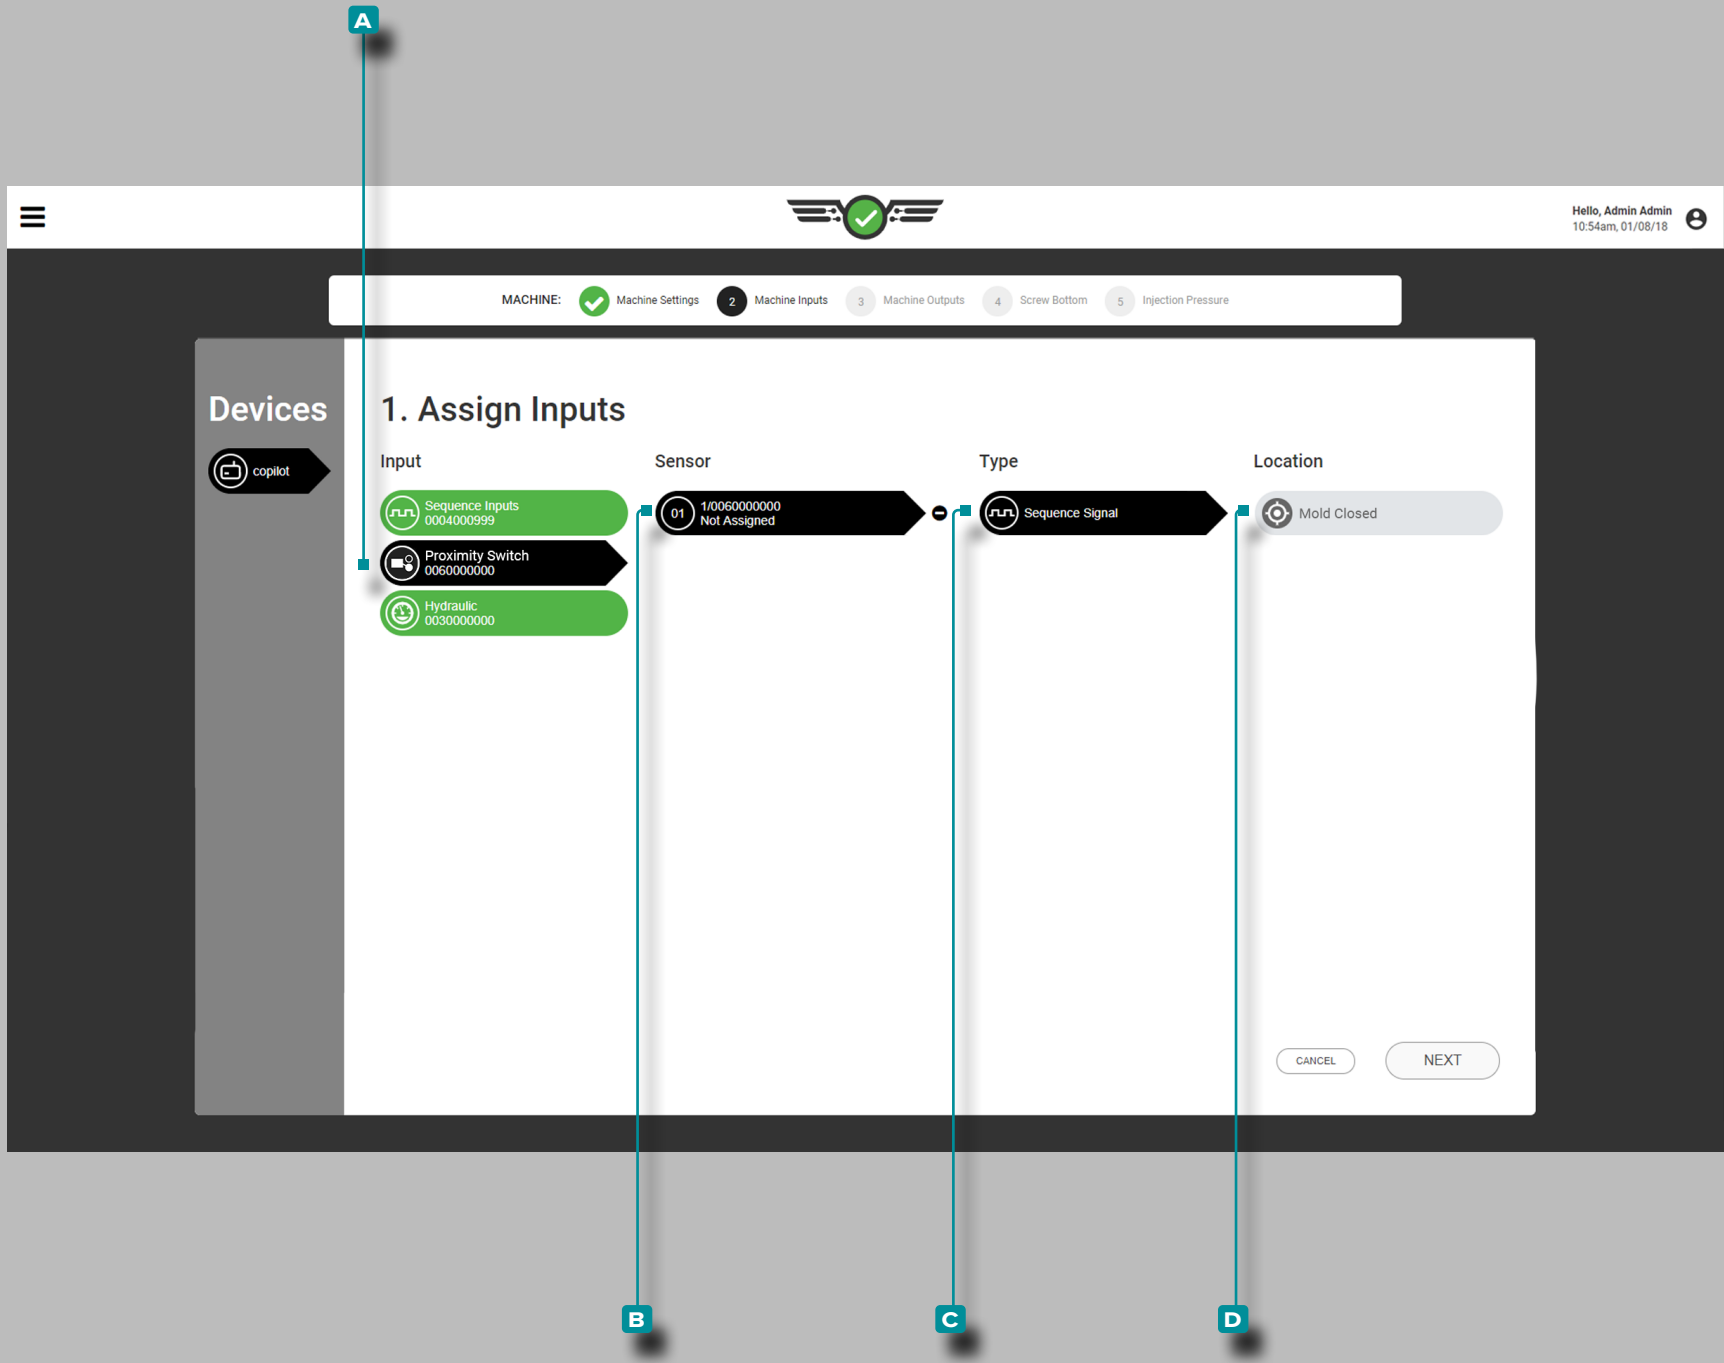 A
Hello, Admin Admin
10:54am, 01/08/18
MACHINE:
Machine Settings
2
Machine Inputs
3
Machine Outputs
4
Screw Bottom
5
Injection Pressure
Devices
copilot
1. Assign Inputs
Input
Sensor
Type
Location
Sequence Inputs
0004000999
Proximity Switch
0060000000
Hydraulic
0030000000
01
1/0060000000
Not Assigned
Sequence Signal
Mold Closed
CANCEL
NEXT
B
C
D